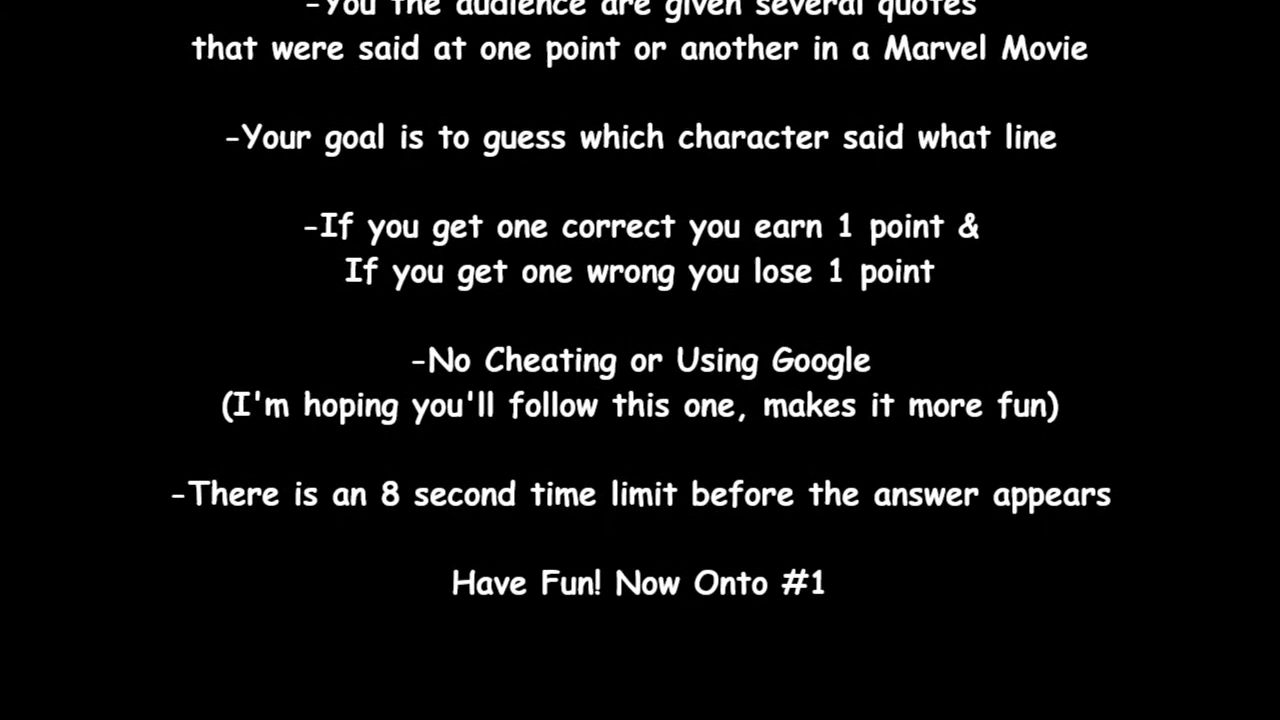 -You the audience are given several quotes
that were said at one point or another in a Marvel Movie
-Your goal is to guess which character said what line
-If you get one correct you earn 1 point &
If you get one wrong you lose 1 point
-No Cheating or Using Google
(I'm hoping you'll follow this one, makes it more fun)
-There is an 8 second time limit before the answer appears
Have Fun! Now Onto #1